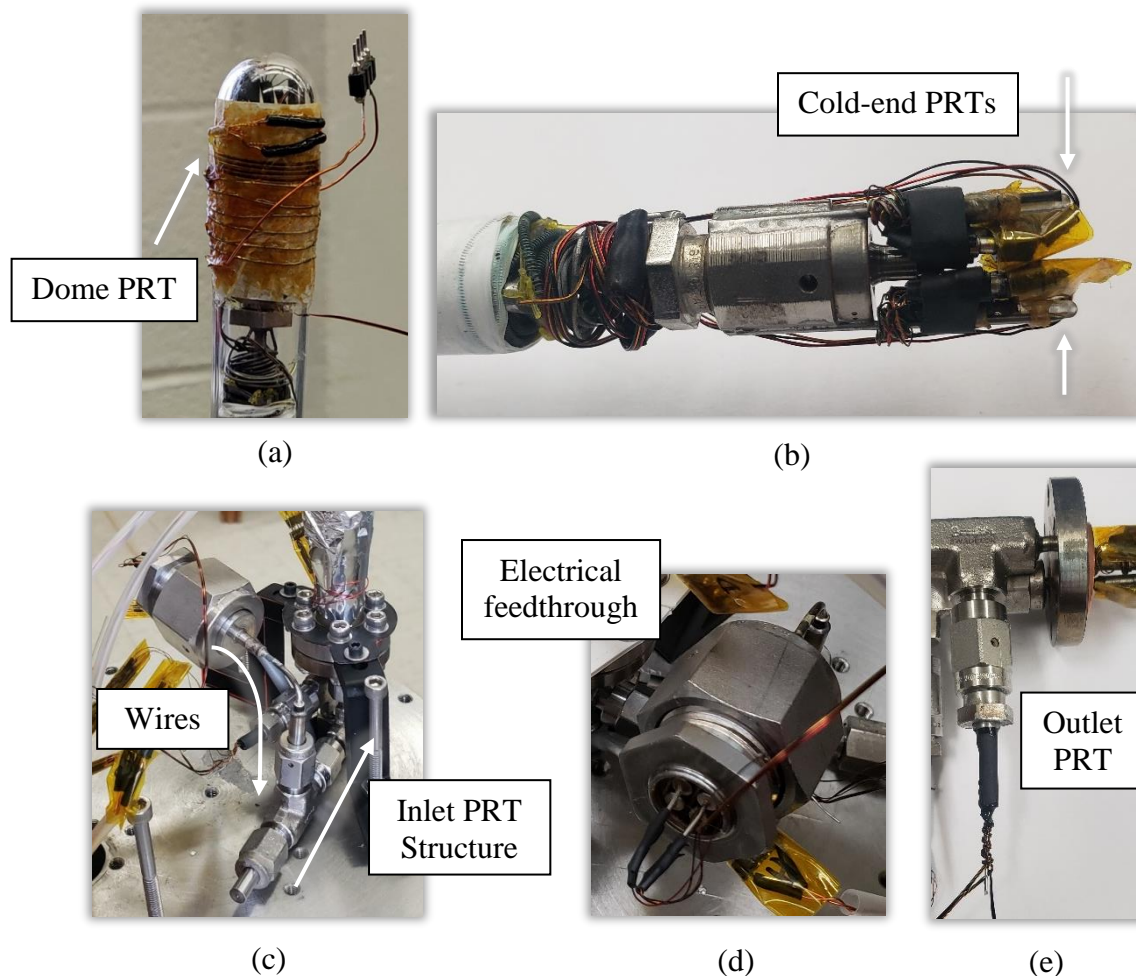 Cold-end PRTs
Dome PRT
(a)
(b)
Electrical
feedthrough
Wires
Outlet
PRT
Inlet PRT
Structure
(c)
(d)
(e)